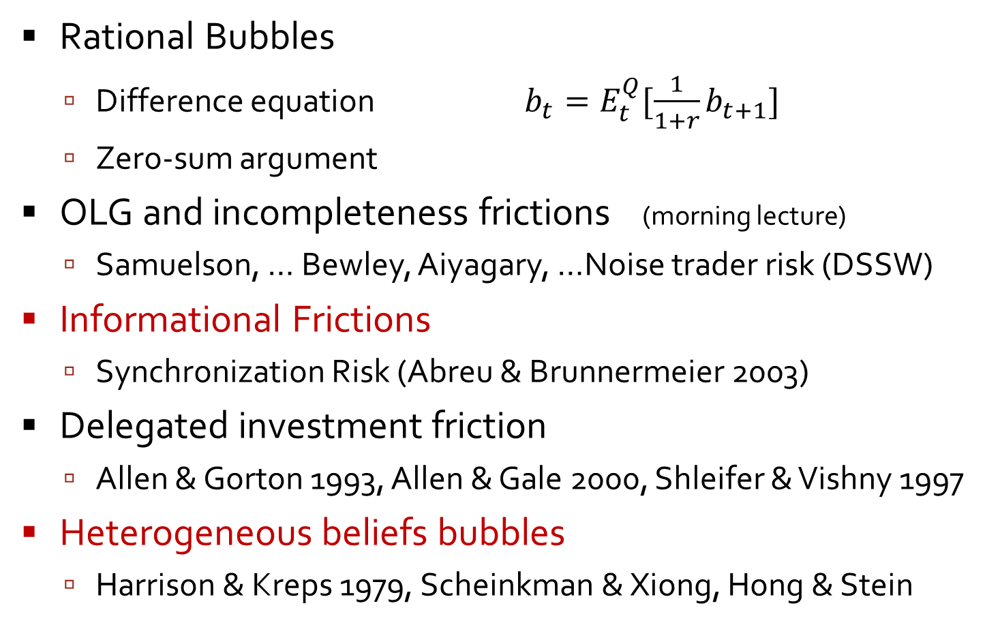 ▪ Rational Bubbles
▫ Difference equation b_t = E_t^Q[\frac{1}{1+r} b_{t+1}]
▫ Zero-sum argument
▪ OLG and incompleteness frictions (morning lecture)
▫ Samuelson, ... Bewley, Aiyagary, ...Noise trader risk (DSSW)
▪ Informational Frictions
▫ Synchronization Risk (Abreu & Brunnermeier 2003)
▪ Delegated investment friction
▫ Allen & Gorton 1993, Allen & Gale 2000, Shleifer & Vishny 1997
▪ Heterogeneous beliefs bubbles
▫ Harrison & Kreps 1979, Scheinkman & Xiong, Hong & Stein